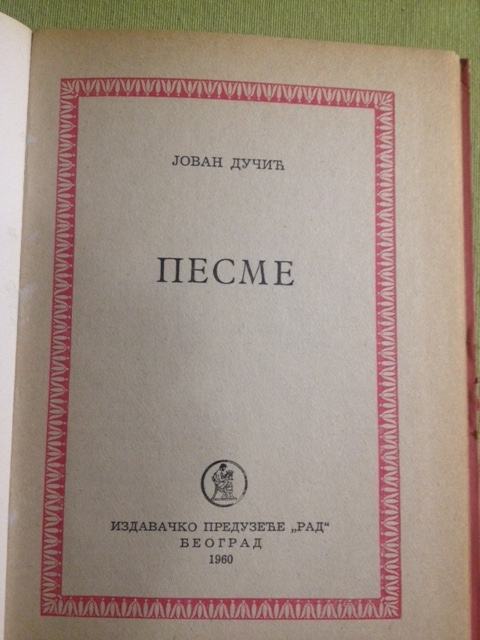 ЈОВАН ДУЧИЋ
ПЕСМЕ
ИЗДАВАЧКО ПРЕДУЗЕЋЕ „РАД“
БЕОГРАД
1960